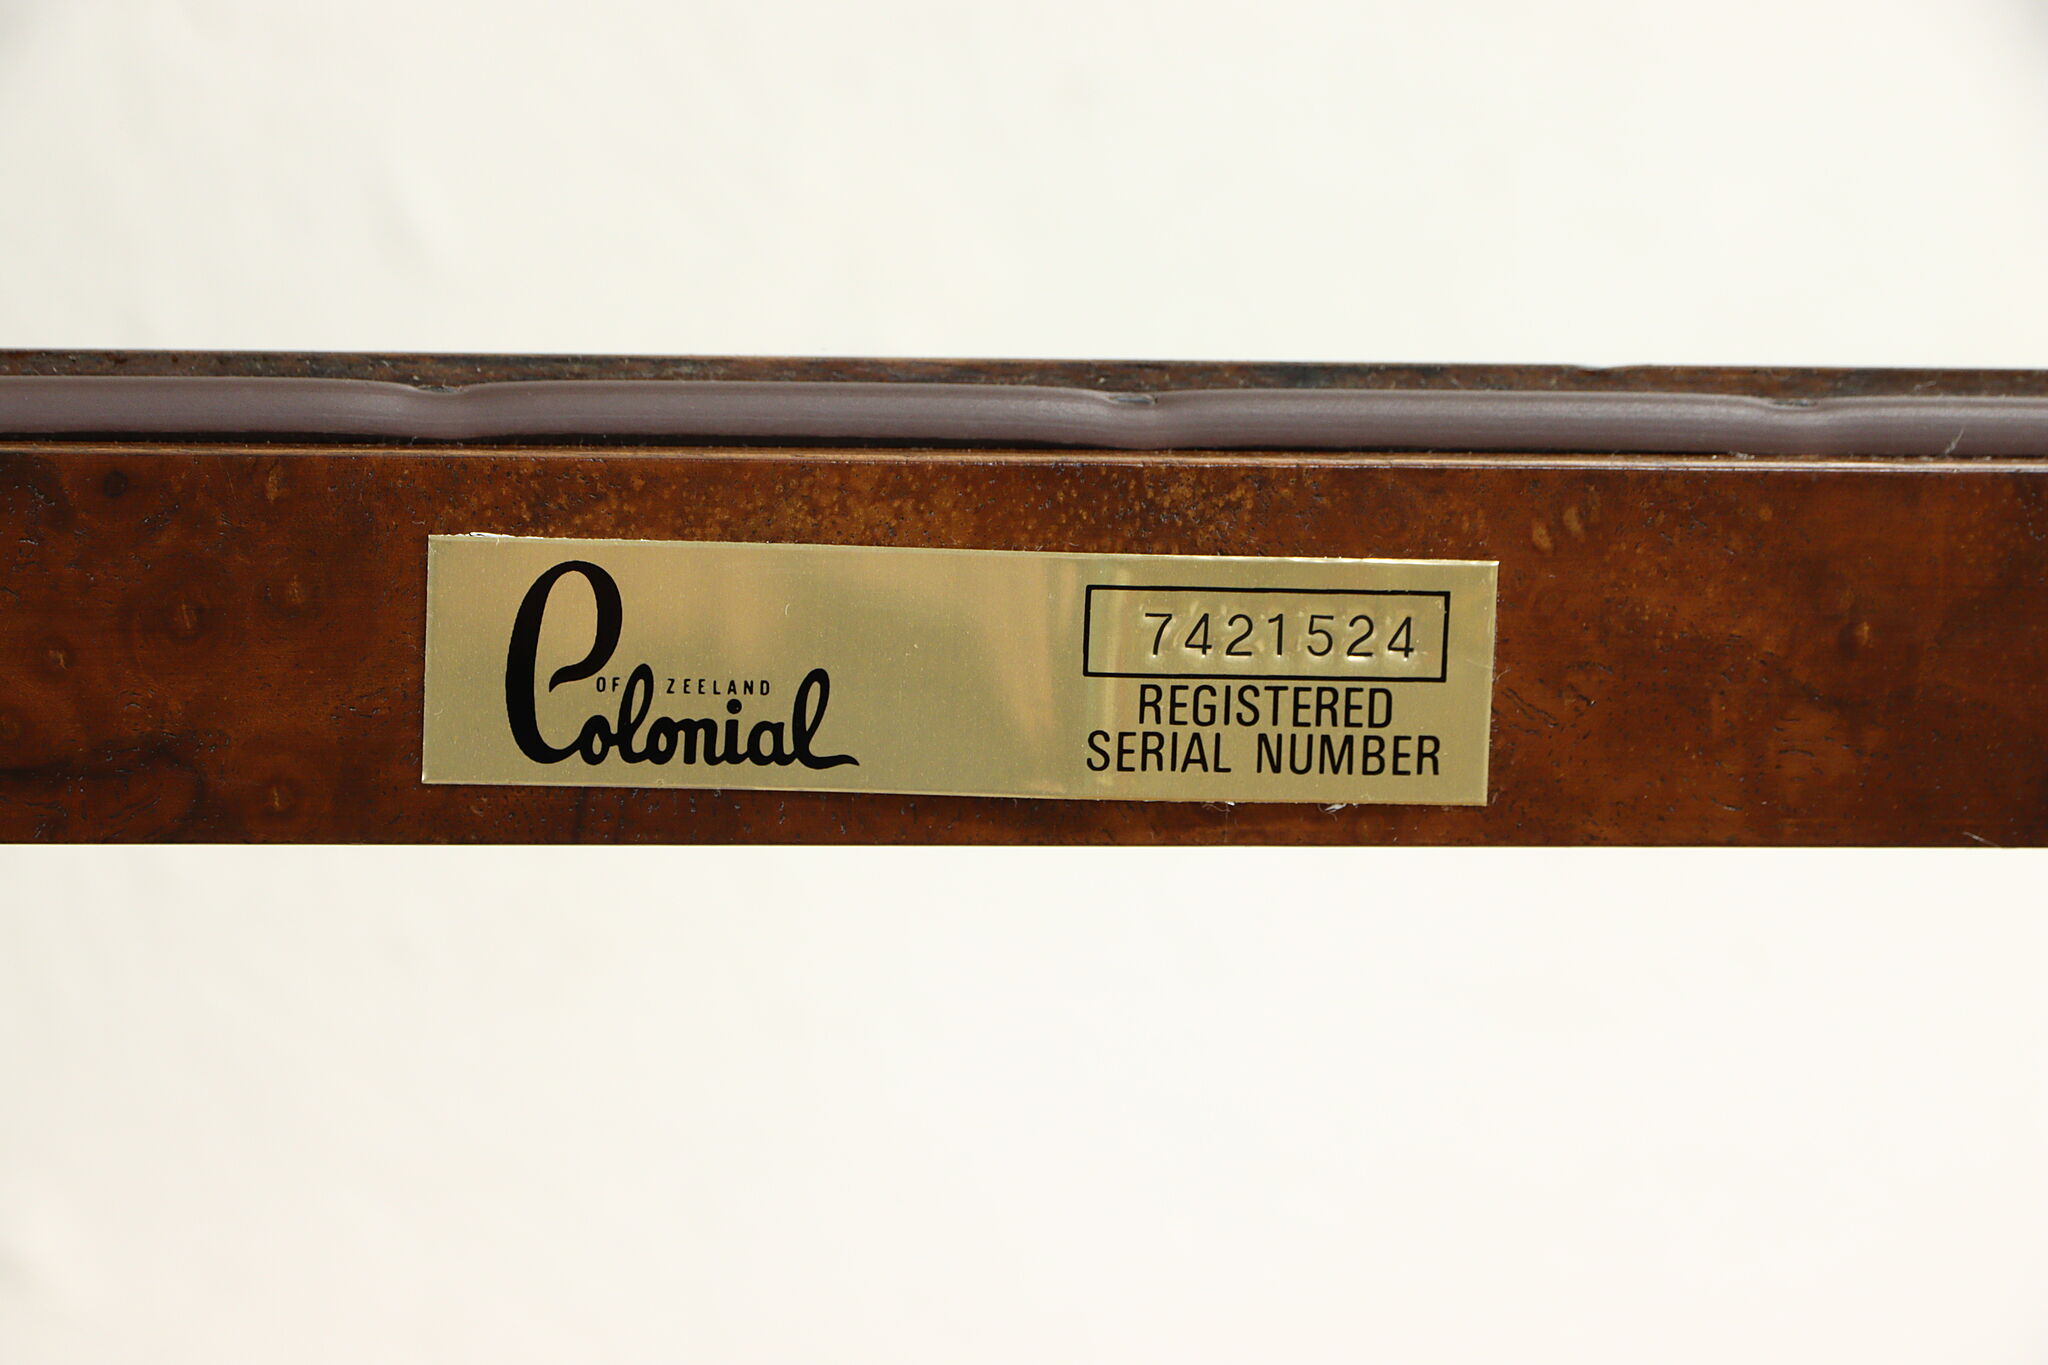 OF ZEELAND
Colonial
7421524
REGISTERED
SERIAL NUMBER